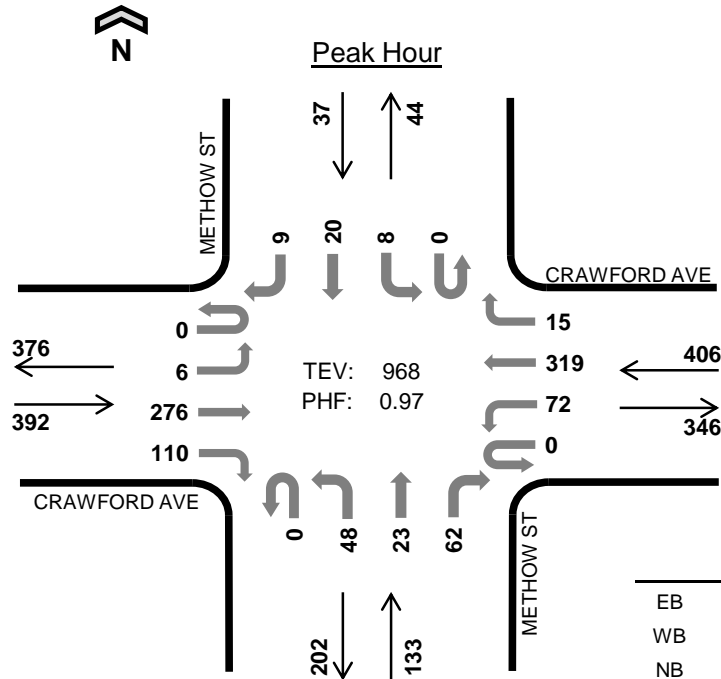 N
Peak Hour
37
44
METHOW ST
9
20
8
0
CRAWFORD AVE
0
15
376
6
TEV: 968
319
406
392
276
PHF: 0.97
72
346
110
0
CRAWFORD AVE
0
48
23
62
METHOW ST
202
133
EB
WB
NB